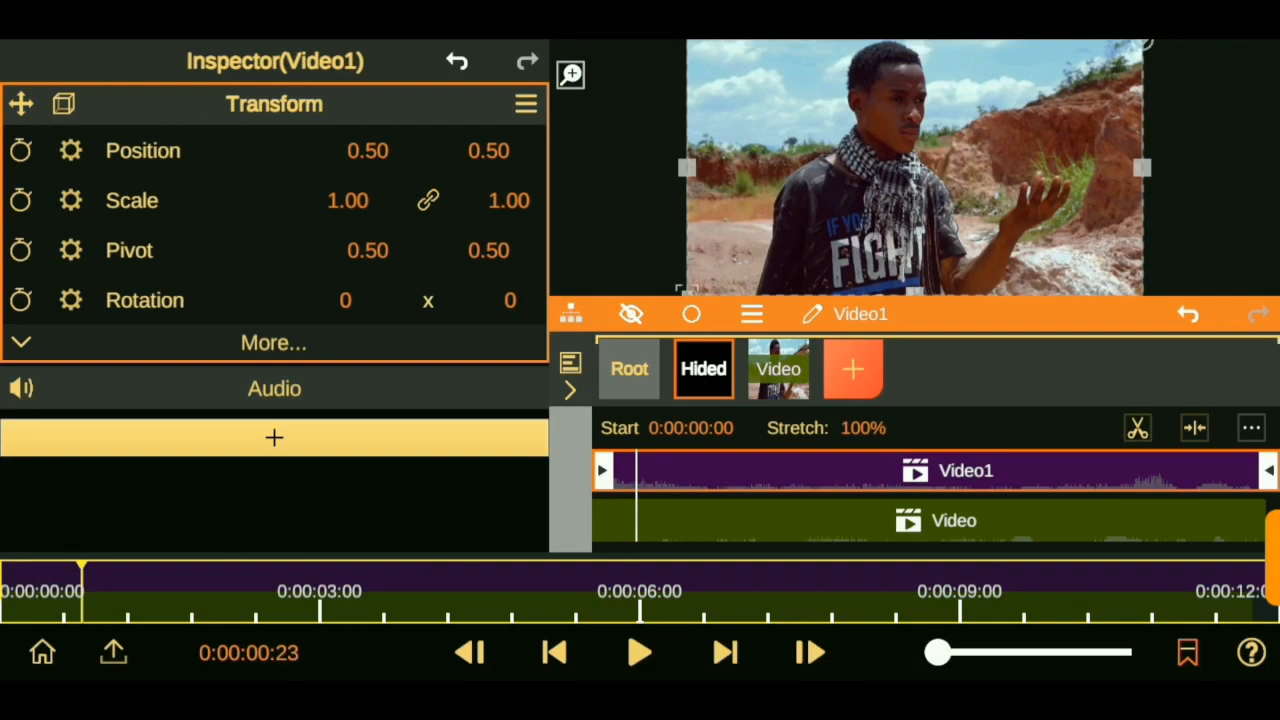 Inspector(Video1)
Transform
Position 0.50 0.50
Scale 1.00 1.00
Pivot 0.50 0.50
Rotation 0 x 0
More...
Audio
IF YO
FIGHT
Video1
Root Hided Video
Start 0:00:00:00 Stretch: 100%
Video1
Video
0:00:00:00 0:00:03:00 0:00:06:00 0:00:09:00 0:00:12:0
0:00:00:23